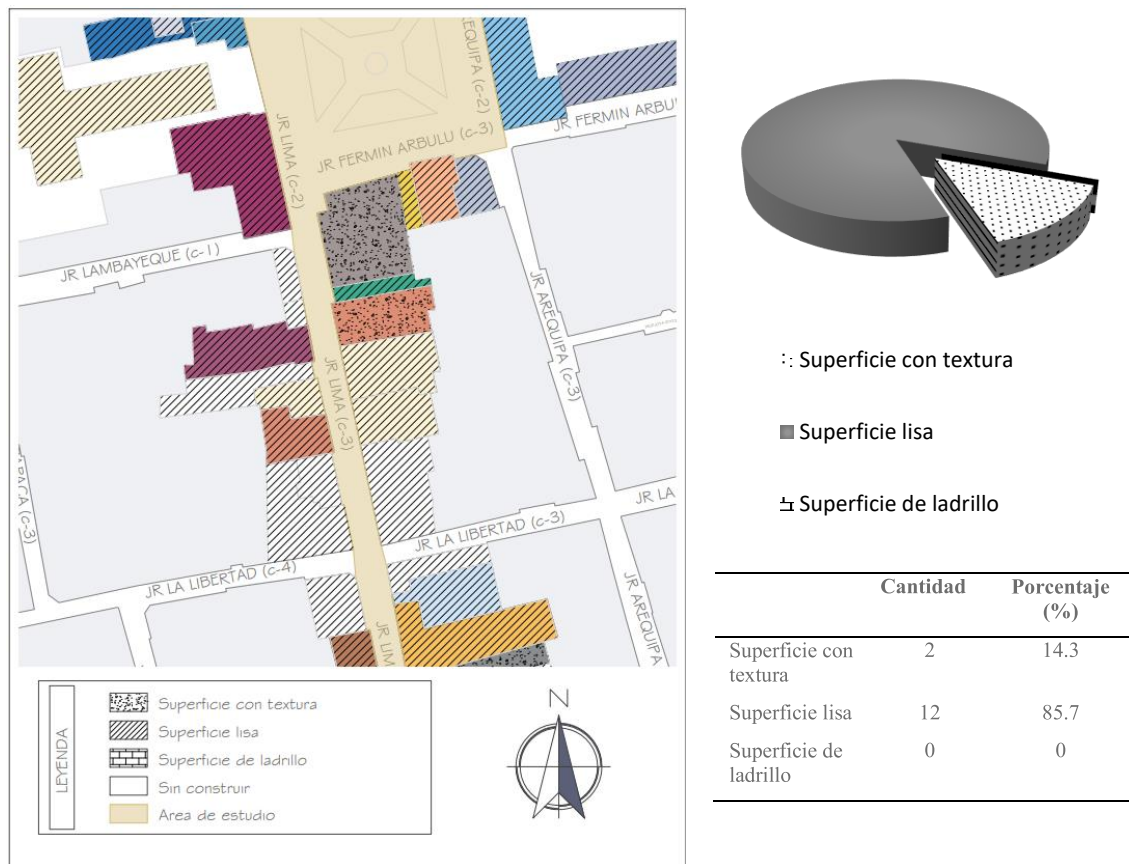 AREQUIPA (c-2)
JR FERMIN ARBULU
JR LIMA (c-2)
JR FERMIN ARBULU (c-3)
JR LAMBAYEQUE (c-1)
JR AREQUIPA (c-3)
JR LIMA (c-3)
JR LA
JR LA LIBERTAD (c-3)
JR LA LIBERTAD (c-4)
JR AREQUIPA
JR LIM
LEYENDA
Superficie con textura
Superficie lisa
Superficie de ladrillo
Sin construir
Area de estudio
N
Superficie con textura
Superficie lisa
Superficie de ladrillo
Cantidad Porcentaje
(%)
Superficie con 2 14.3
textura
Superficie lisa 12 85.7
Superficie de 0 0
ladrillo